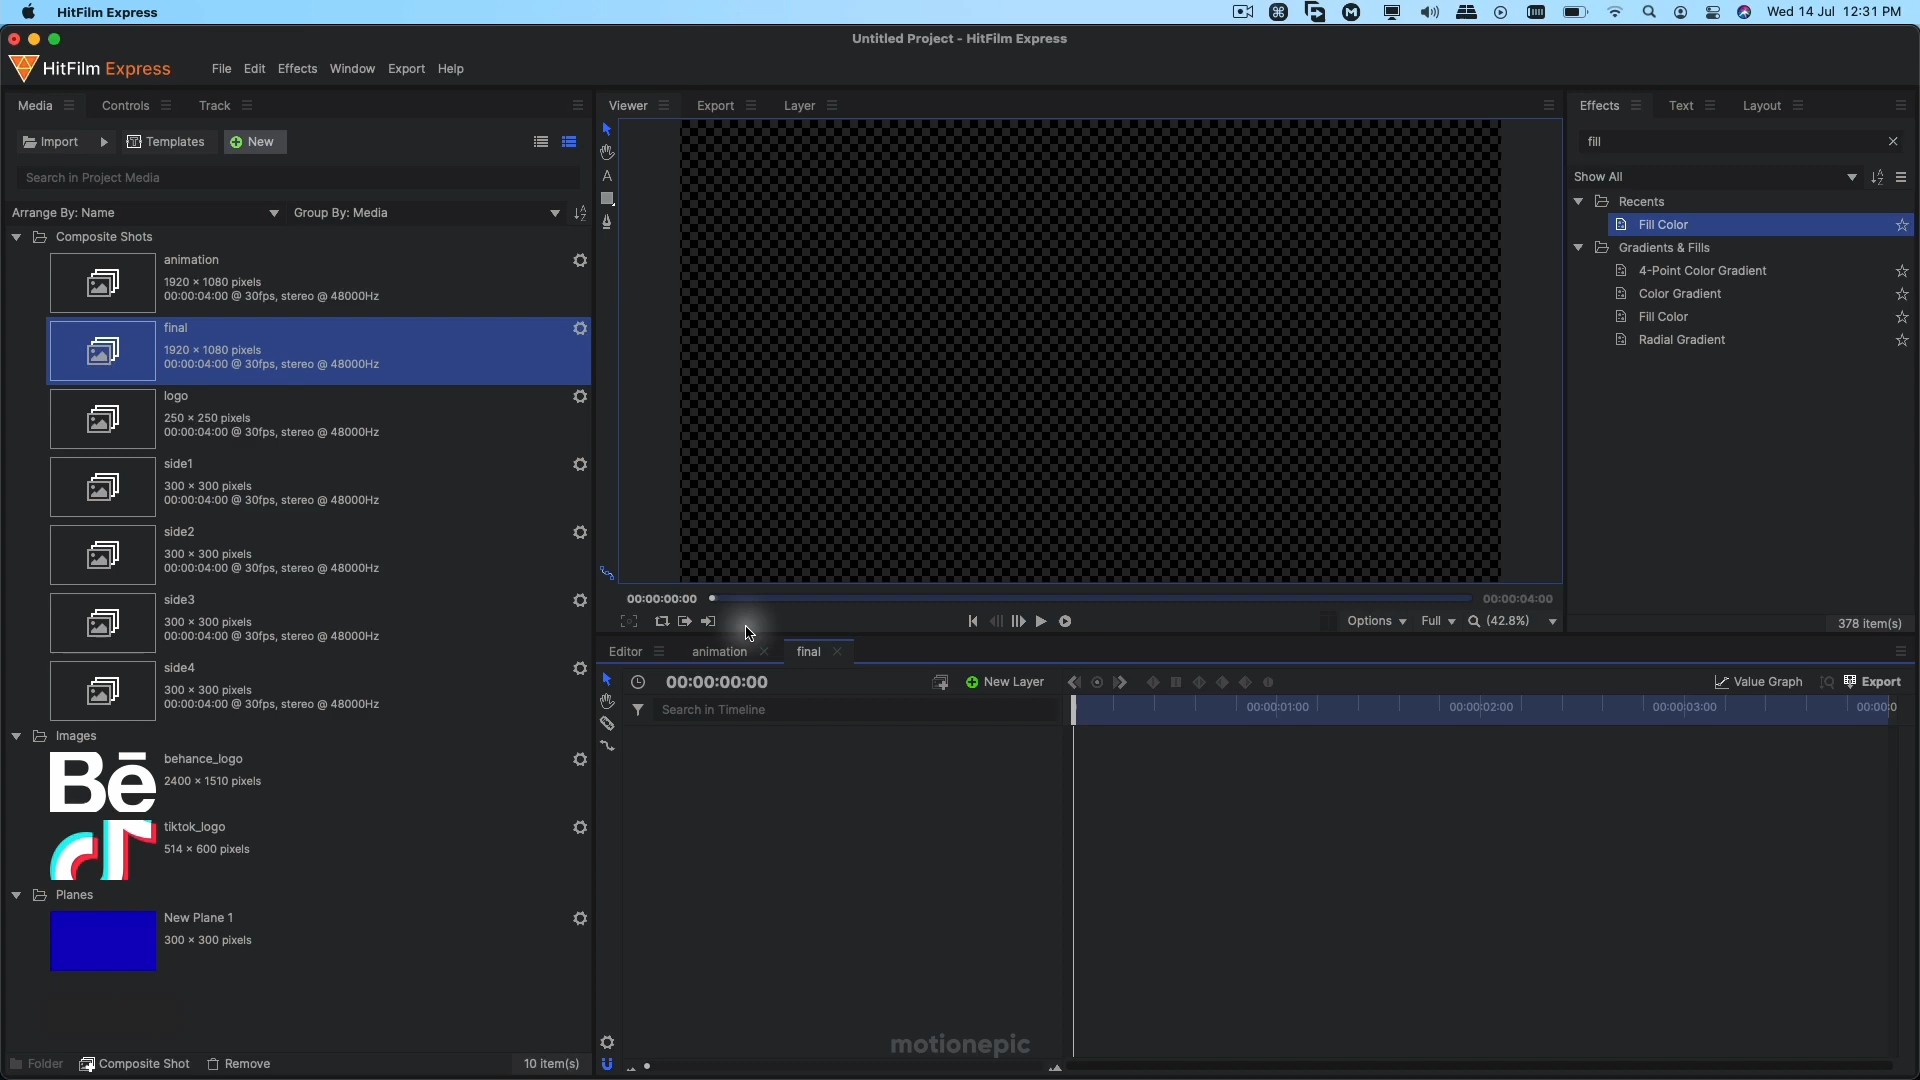 HitFilm Express
Wed 14 Jul 12:31 PM
Untitled Project - HitFilm Express
HitFilm Express
File Edit Effects Window Export Help
Media Controls Track
Import Templates New
Search in Project Media
Arrange By: Name Group By: Media
Composite Shots
animation
1920 × 1080 pixels
00:00:04:00 @ 30fps, stereo @ 48000Hz
final
1920 × 1080 pixels
00:00:04:00 @ 30fps, stereo @ 48000Hz
logo
250 × 250 pixels
00:00:04:00 @ 30fps, stereo @ 48000Hz
side1
300 × 300 pixels
00:00:04:00 @ 30fps, stereo @ 48000Hz
side2
300 × 300 pixels
00:00:04:00 @ 30fps, stereo @ 48000Hz
side3
300 × 300 pixels
00:00:04:00 @ 30fps, stereo @ 48000Hz
side4
300 × 300 pixels
00:00:04:00 @ 30fps, stereo @ 48000Hz
Images
Bē
behance_logo
2400 × 1510 pixels
tiktok_logo
514 × 600 pixels
Planes
New Plane 1
300 × 300 pixels
Folder Composite Shot Remove 10 item(s)
Viewer Export Layer
A
00:00:00:00 00:00:04:00
Options Full (42.8%)
Effects Text Layout
fill
Show All
Recents
Fill Color
Gradients & Fills
4-Point Color Gradient
Color Gradient
Fill Color
Radial Gradient
378 item(s)
Editor animation final
00:00:00:00 New Layer Value Graph Export
Search in Timeline
00:00:01:00 00:00:02:00 00:00:03:00 00:00:0
motionepic